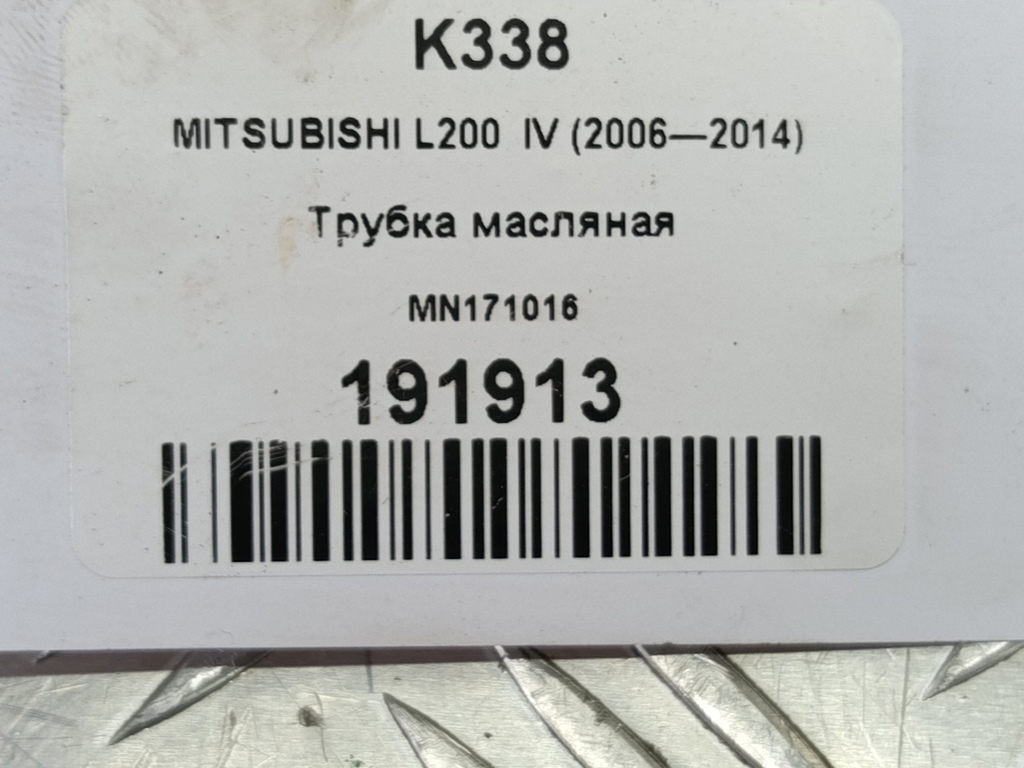 K338
MITSUBISHI L200 IV (2006—2014)
Трубка масляная
MN171016
191913